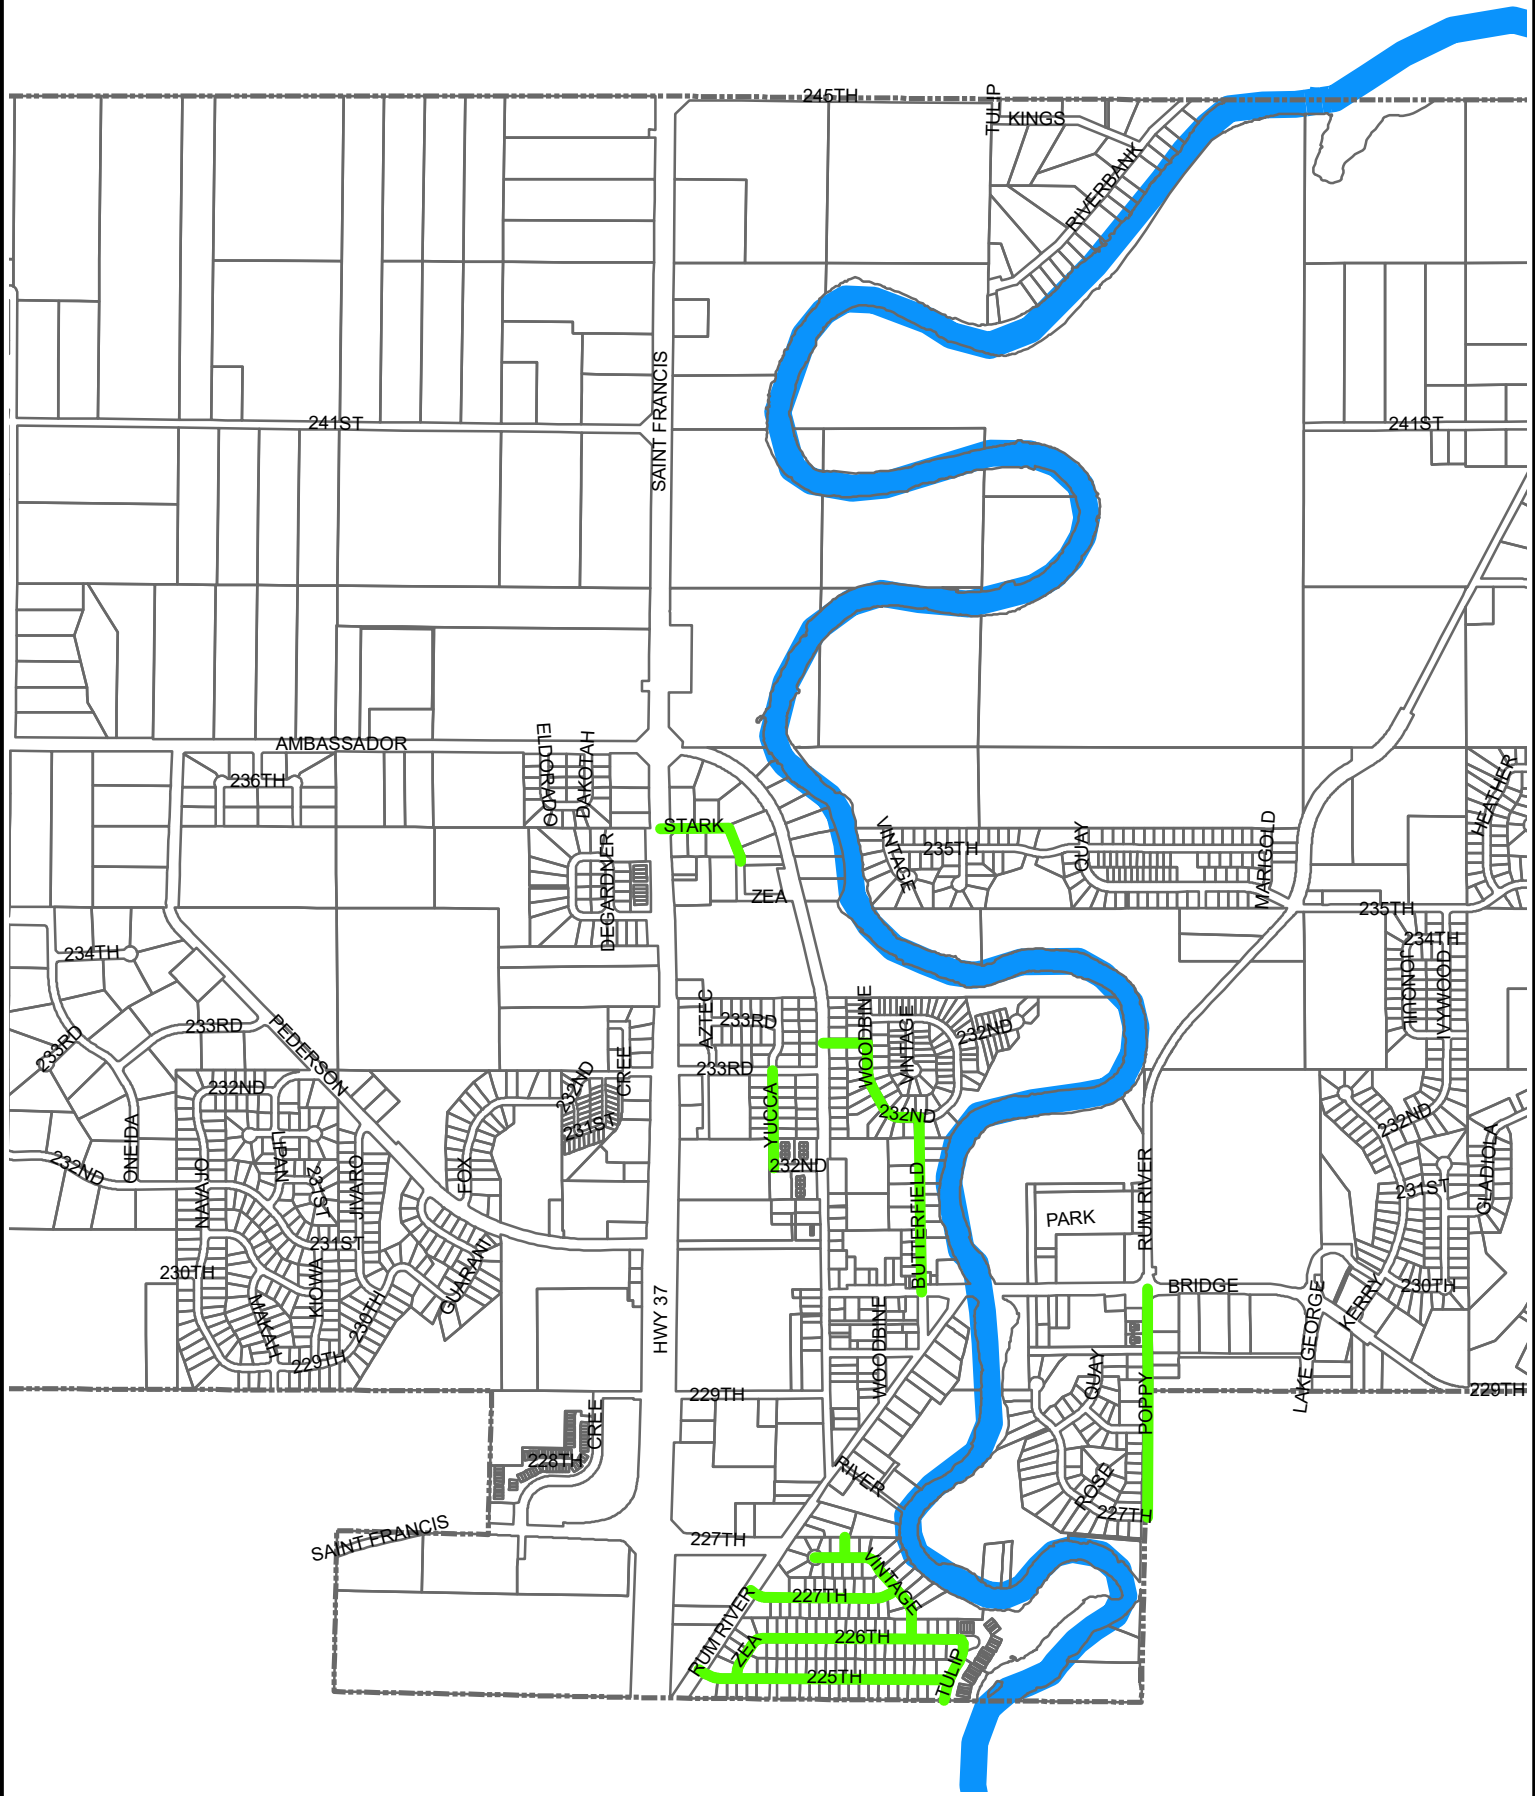 245TH
TULIP
KINGS
RIVERBANK
SAINT FRANCIS
241ST
241ST
AMBASSADOR
ELDORADO
DAKOTAH
236TH
HEATHER
STARK
VINTAGE
235TH
QUAY
MARIGOLD
DEGARDNER
ZEA
235TH
234TH
234TH
JONQUIL
IVYWOOD
233RD
233RD
PEDERSON
AZTEC
233RD
WOODBINE
VINTAGE
232ND
233RD
CREE
232ND
232ND
YUCCA
232ND
232ND
231ST
ONEIDA
LIPAN
232ND
232ND
NAVAJO
231ST
JIVARO
FOX
BUTTERFIELD
RUM RIVER
231ST
GLADIOLA
PARK
231ST
230TH
KIOWA
GUARANI
BRIDGE
230TH
KERRY
LAKE GEORGE
MAKAH
230TH
HWY 37
WOODBINE
229TH
QUAY
229TH
229TH
POPPY
CREE
228TH
RIVER
ROSE
227TH
SAINT FRANCIS
227TH
VINTAGE
227TH
RUM RIVER
ZEA
226TH
TULIP
225TH